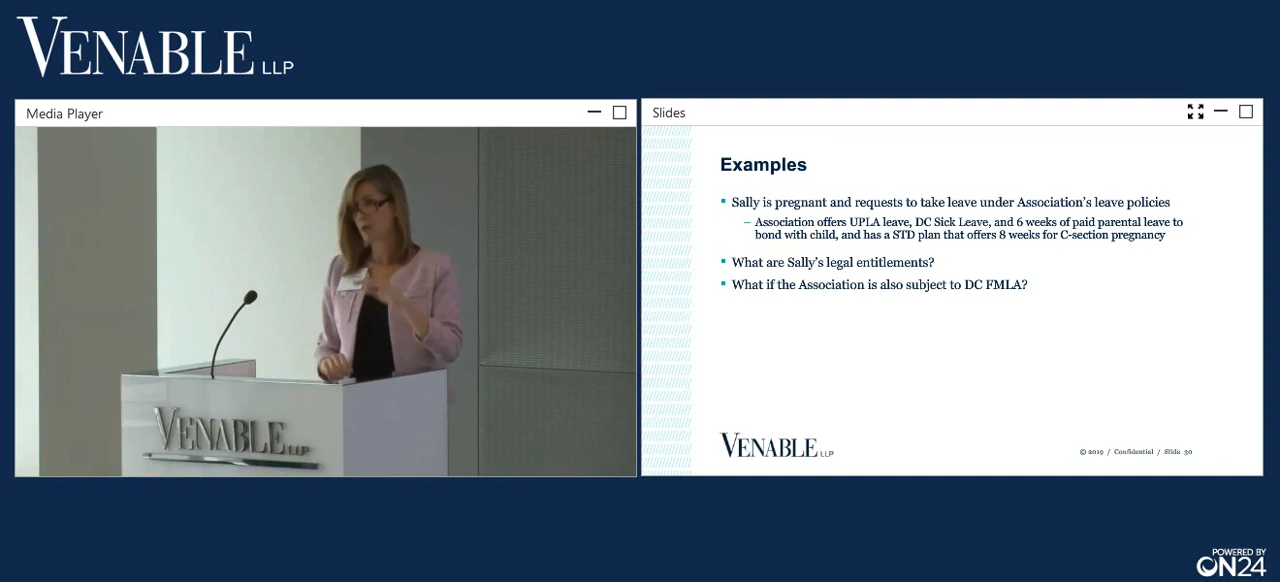 VENABLE LLP
Media Player
Slides
Examples
▪ Sally is pregnant and requests to take leave under Association’s leave policies
– Association offers UPLA leave, DC Sick Leave, and 6 weeks of paid parental leave to
bond with child, and has a STD plan that offers 8 weeks for C-section pregnancy
▪ What are Sally’s legal entitlements?
▪ What if the Association is also subject to DC FMLA?
VENABLE LLP
VENABLE LLP
© 2019 / Confidential / Slide 30
POWERED BY
ON24